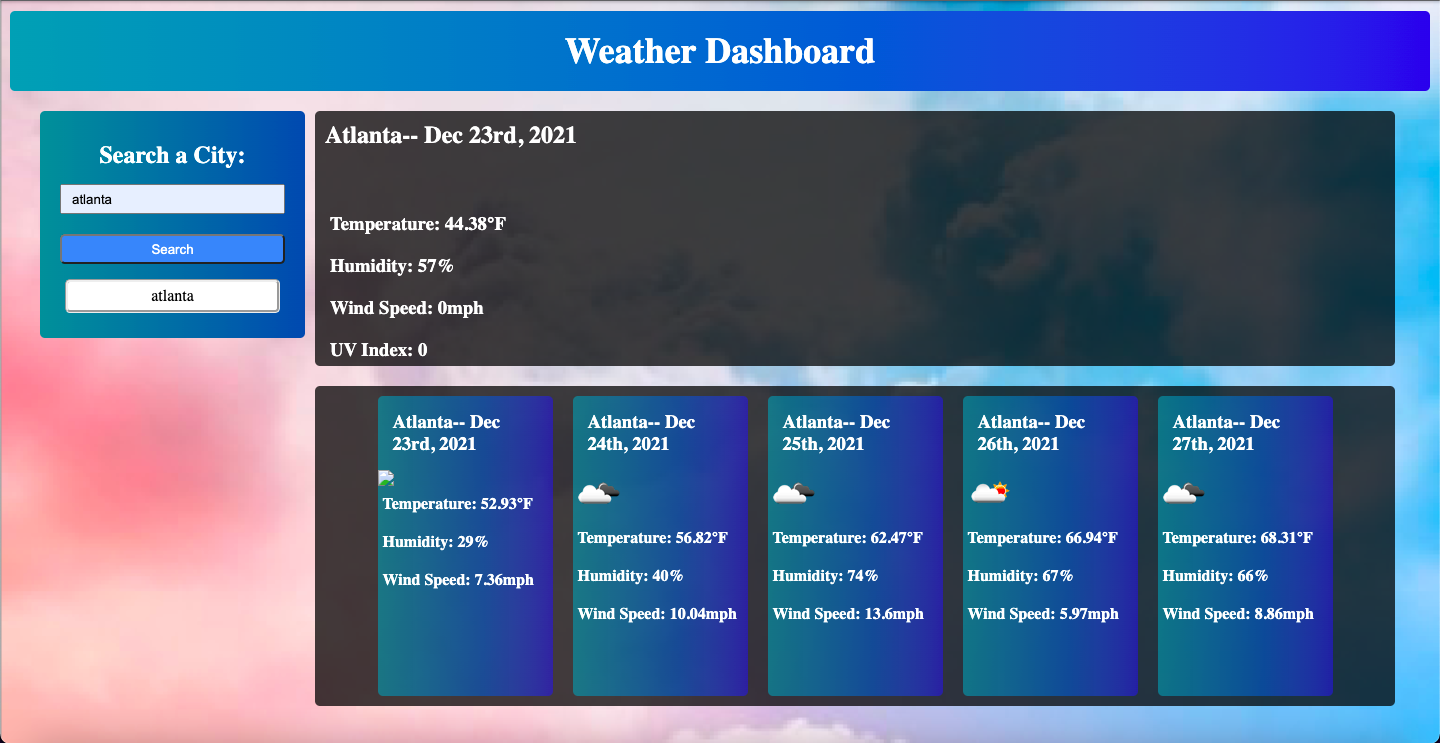 Weather Dashboard
Search a City:
atlanta
Search
atlanta
Atlanta-- Dec 23rd, 2021
Temperature: 44.38°F
Humidity: 57%
Wind Speed: 0mph
UV Index: 0
Atlanta-- Dec
23rd, 2021
Temperature: 52.93°F
Humidity: 29%
Wind Speed: 7.36mph
Atlanta-- Dec
24th, 2021
Temperature: 56.82°F
Humidity: 40%
Wind Speed: 10.04mph
Atlanta-- Dec
25th, 2021
Temperature: 62.47°F
Humidity: 74%
Wind Speed: 13.6mph
Atlanta-- Dec
26th, 2021
Temperature: 66.94°F
Humidity: 67%
Wind Speed: 5.97mph
Atlanta-- Dec
27th, 2021
Temperature: 68.31°F
Humidity: 66%
Wind Speed: 8.86mph